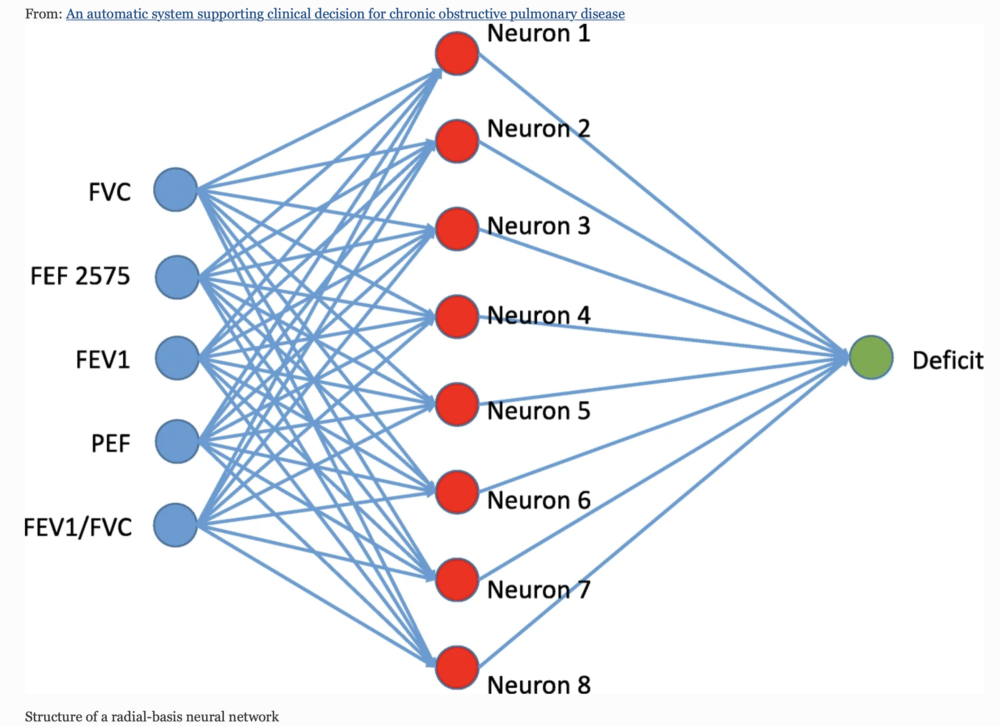 From: An automatic system supporting clinical decision for chronic obstructive pulmonary disease
Neuron 1
Neuron 2
Neuron 3
Neuron 4
Neuron 5
Neuron 6
Neuron 7
Neuron 8
FVC
FEF 2575
FEV1
PEF
FEV1/FVC
Deficit
Structure of a radial-basis neural network